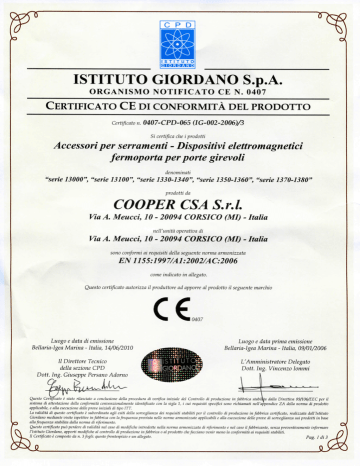 CPD
ISTITUTO
GIORDANO
ISTITUTO GIORDANO S.p.A.
ORGANISMO NOTIFICATO CE N. 0407
CERTIFICATO CE DI CONFORMITÀ DEL PRODOTTO
Certificato n. 0407-CPD-065 (IG-002-2006)/3
Si certifica che i prodotti
Accessori per serramenti - Dispositivi elettromagnetici
fermoporta per porte girevoli
denominati
“serie 13000”, “serie 13100”, “serie 1330-1340”, “serie 1350-1360”, “serie 1370-1380”
prodotti da
COOPER CSA S.r.l.
Via A. Meucci, 10 - 20094 CORSICO (MI) - Italia
nell'unità operativa di
Via A. Meucci, 10 - 20094 CORSICO (MI) - Italia
sono conformi ai requisiti della seguente norma armonizzata
EN 1155:1997/A1:2002/AC:2006
come indicato in allegato.
Questo certificato autorizza il produttore ad apporre al prodotto il seguente marchio
CE
0407
Luogo e data di emissione
Bellaria-Igea Marina - Italia, 14/06/2010
Luogo e data prima emissione
Bellaria-Igea Marina - Italia, 09/01/2006
Il Direttore Tecnico
della sezione CPD
Dott. Ing. Giuseppe Persano Adorno
L'Amministratore Delegato
Dott. Ing. Vincenzo Iommi
GIORDANO
Pag. 1 di 3